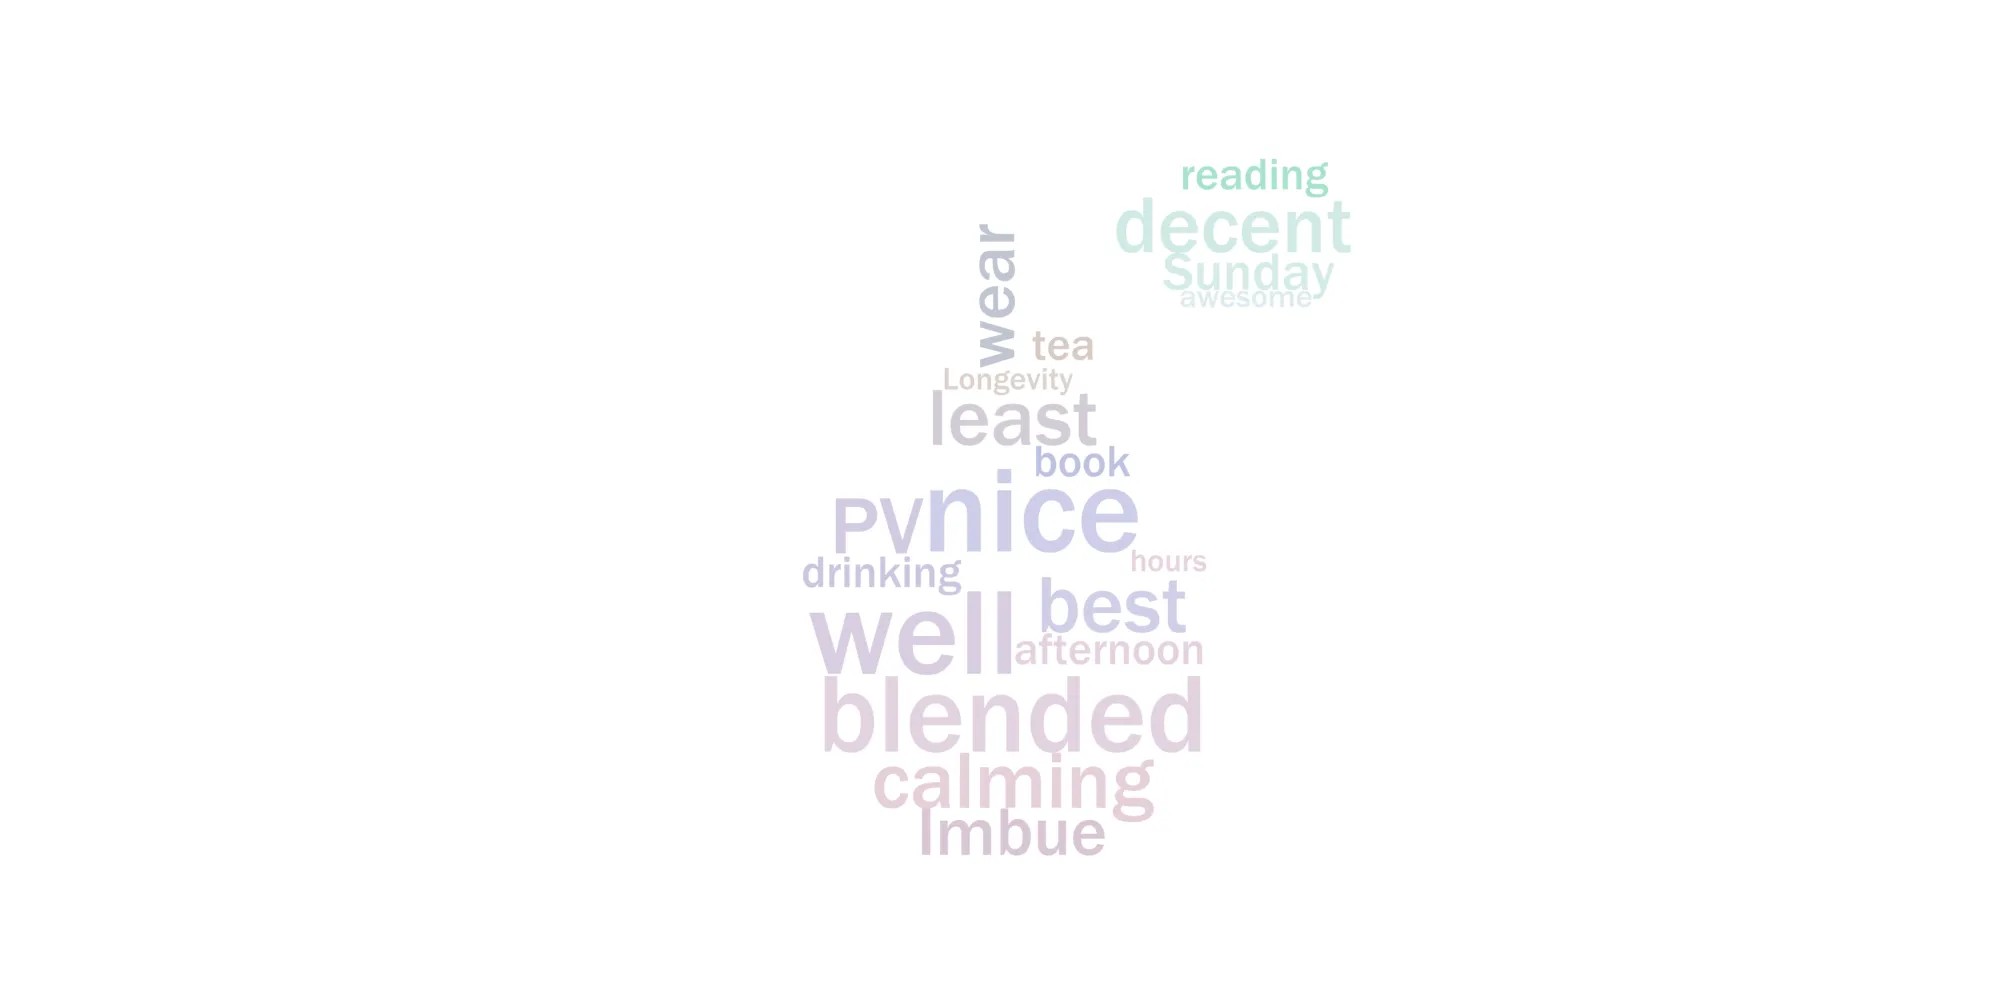 reading
decent
Sunday
awesome
wear
tea
Longevity
least
book
PV
nice
drinking
hours
well
best
afternoon
blended
calming
Imbue